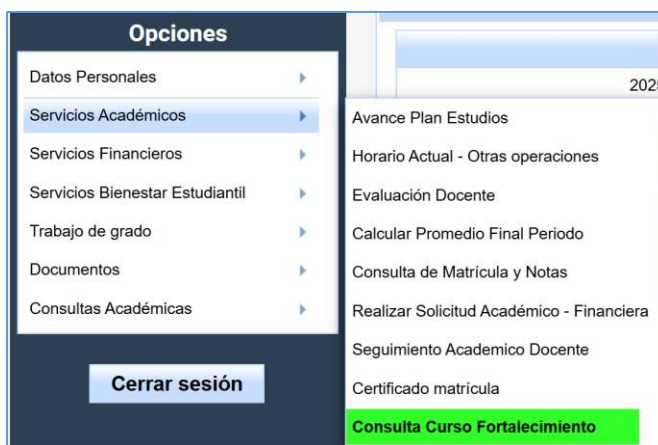 Opciones
Datos Personales
Servicios Académicos
Servicios Financieros
Servicios Bienestar Estudiantil
Trabajo de grado
Documentos
Consultas Académicas
Cerrar sesión
Avance Plan Estudios
Horario Actual - Otras operaciones
Evaluación Docente
Calcular Promedio Final Periodo
Consulta de Matrícula y Notas
Realizar Solicitud Académico - Financiera
Seguimiento Academico Docente
Certificado matrícula
Consulta Curso Fortalecimiento